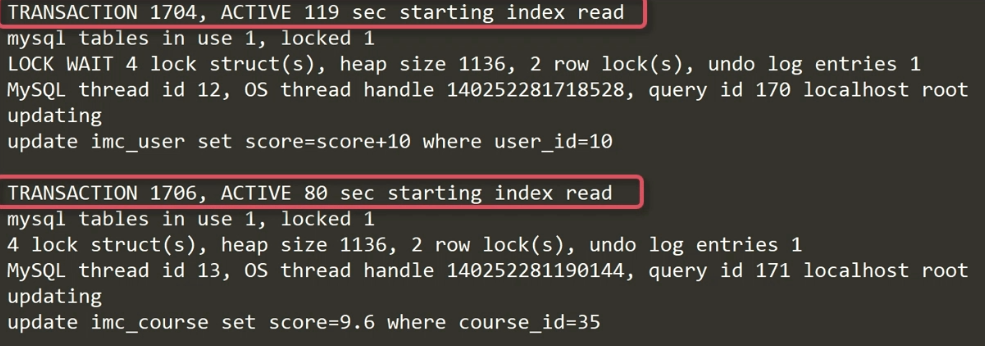 TRANSACTION 1704, ACTIVE 119 sec starting index read
mysql tables in use 1, locked 1
LOCK WAIT 4 lock struct(s), heap size 1136, 2 row lock(s), undo log entries 1
MySQL thread id 12, OS thread handle 140252281718528, query id 170 localhost root
updating
update imc_user set score=score+10 where user_id=10
TRANSACTION 1706, ACTIVE 80 sec starting index read
mysql tables in use 1, locked 1
4 lock struct(s), heap size 1136, 2 row lock(s), undo log entries 1
MySQL thread id 13, OS thread handle 140252281190144, query id 171 localhost root
updating
update imc_course set score=9.6 where course_id=35